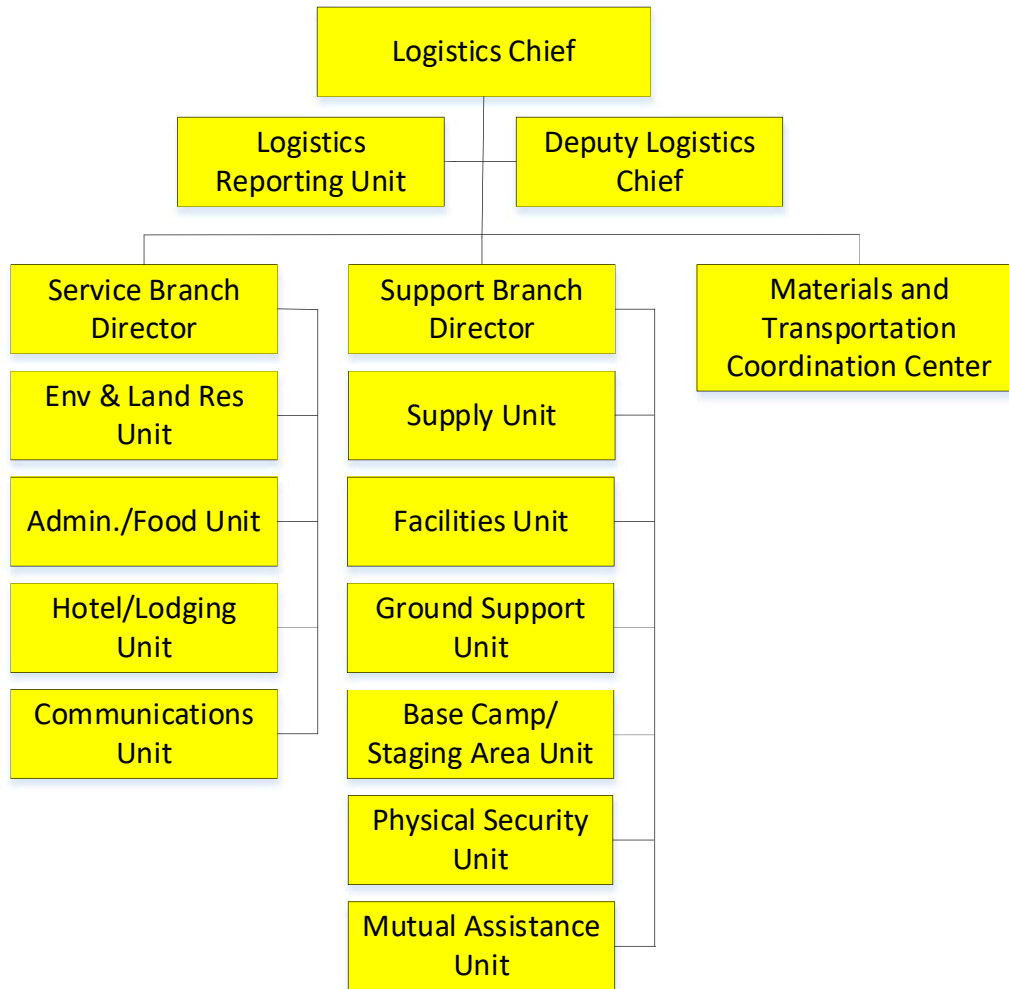 Logistics Chief
Logistics
Reporting Unit
Deputy Logistics
Chief
Service Branch
Director
Env & Land Res
Unit
Admin./Food Unit
Hotel/Lodging
Unit
Communications
Unit
Support Branch
Director
Supply Unit
Facilities Unit
Ground Support
Unit
Base Camp/
Staging Area Unit
Physical Security
Unit
Mutual Assistance
Unit
Materials and
Transportation
Coordination Center